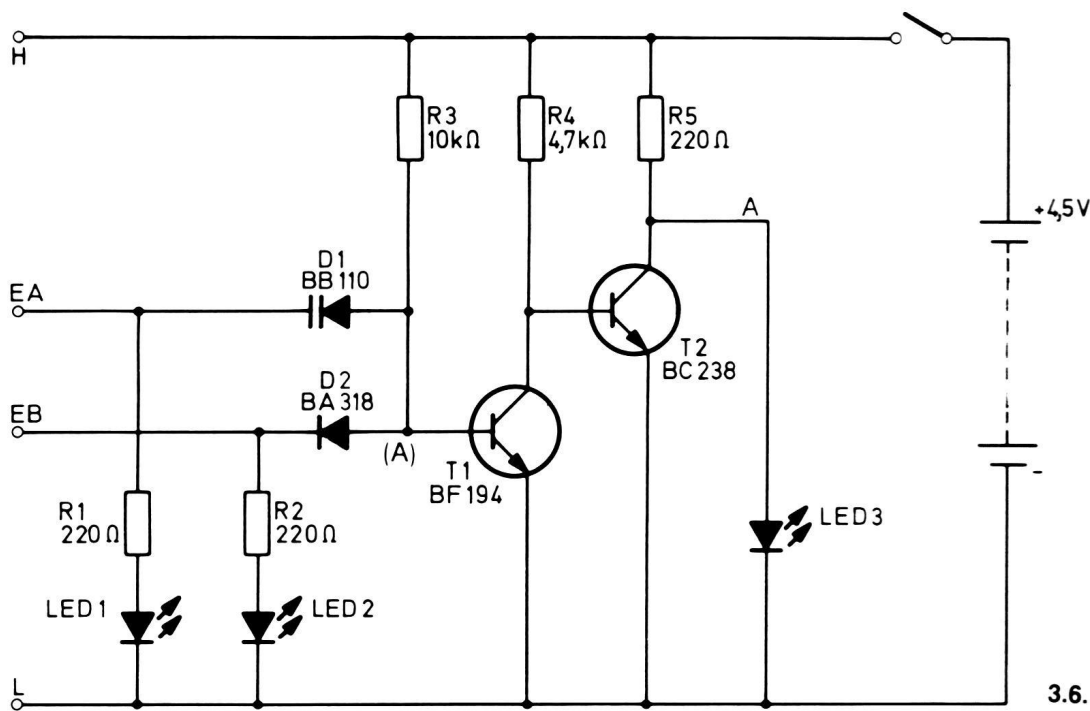 H
R3
10kΩ
R4
4,7kΩ
R5
220Ω
A
+4,5V
D1
BB110
EA
T2
BC238
D2
BA318
EB
(A)
T1
BF194
R1
220Ω
R2
220Ω
LED3
LED1
LED2
-
L
3.6.